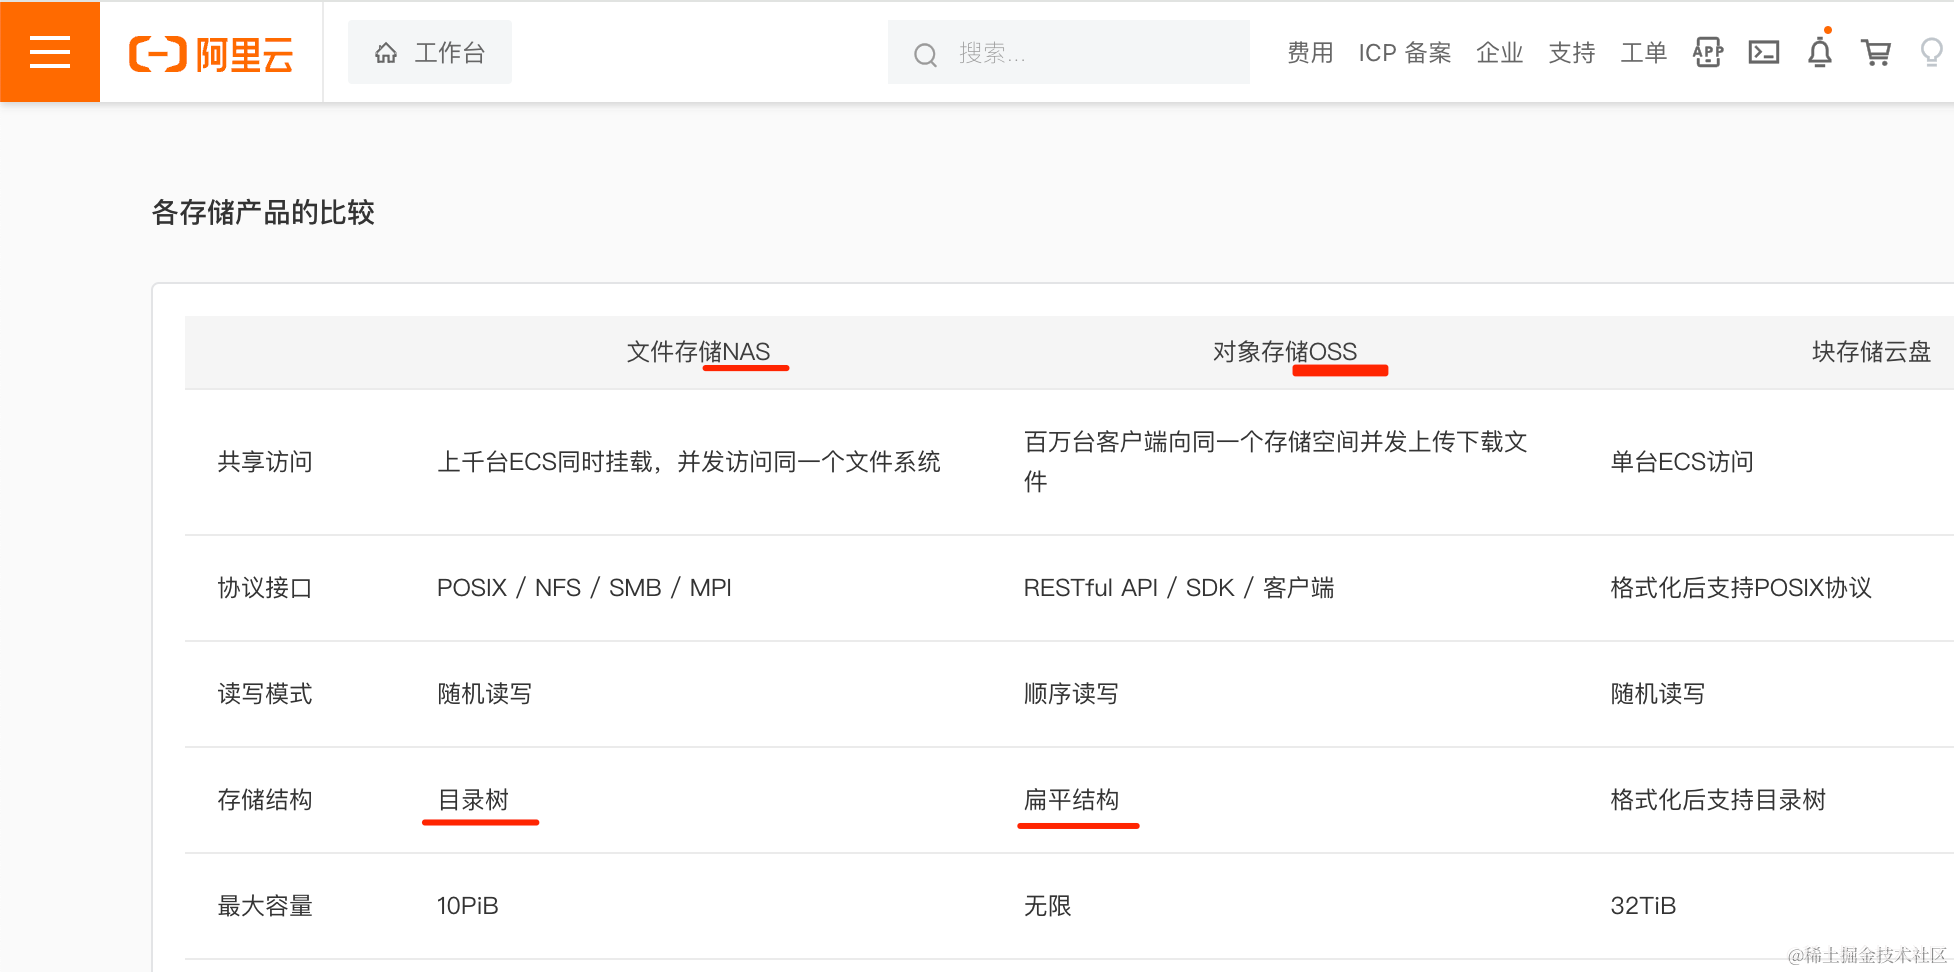 阿里云
工作台
搜索...
费用 ICP 备案 企业 支持 工单
APP
各存储产品的比较
文件存储NAS 对象存储OSS 块存储云盘
共享访问 上千台ECS同时挂载，并发访问同一个文件系统 百万台客户端向同一个存储空间并发上传下载文
件 单台ECS访问
协议接口 POSIX / NFS / SMB / MPI RESTful API / SDK / 客户端 格式化后支持POSIX协议
读写模式 随机读写 顺序读写 随机读写
存储结构 目录树 扁平结构 格式化后支持目录树
最大容量 10PiB 无限 32TiB
@稀土掘金技术社区